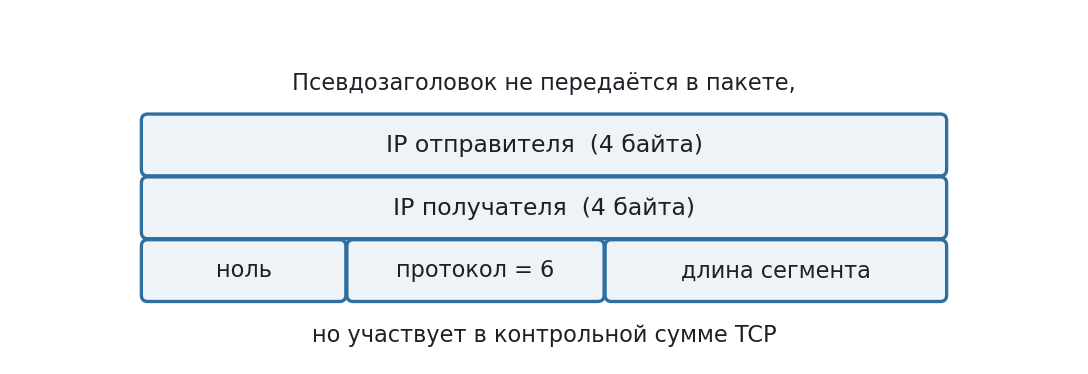 Псевдозаголовок не передаётся в пакете,
IP отправителя (4 байта)
IP получателя (4 байта)
ноль протокол = 6 длина сегмента
но участвует в контрольной сумме TCP